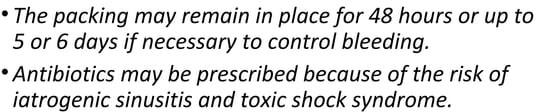 • The packing may remain in place for 48 hours or up to
5 or 6 days if necessary to control bleeding.
• Antibiotics may be prescribed because of the risk of
iatrogenic sinusitis and toxic shock syndrome.